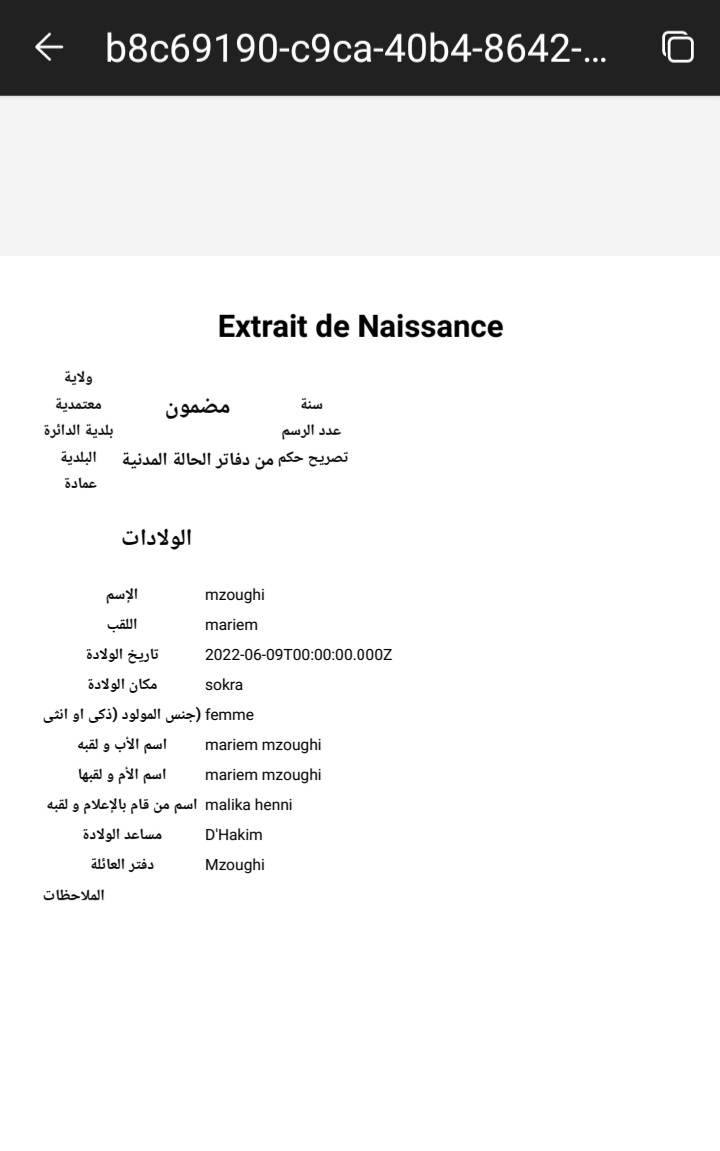 b8c69190-c9ca-40b4-8642-...
Extrait de Naissance
ولاية
معتمدية مضمون سنة
بلدية الدائرة عدد الرسم
البلدية من دفاتر الحالة المدنية تصريح حكم
عمادة
الولادات
الإسم mzoughi
اللقب mariem
تاريخ الولادة 2022-06-09T00:00:00.000Z
مكان الولادة sokra
جنس المولود (ذكى او انثى) femme
اسم الأب و لقبه mariem mzoughi
اسم الأم و لقبها mariem mzoughi
اسم من قام بالإعلام و لقبه malika henni
مساعد الولادة D'Hakim
دفتر العائلة Mzoughi
الملاحظات